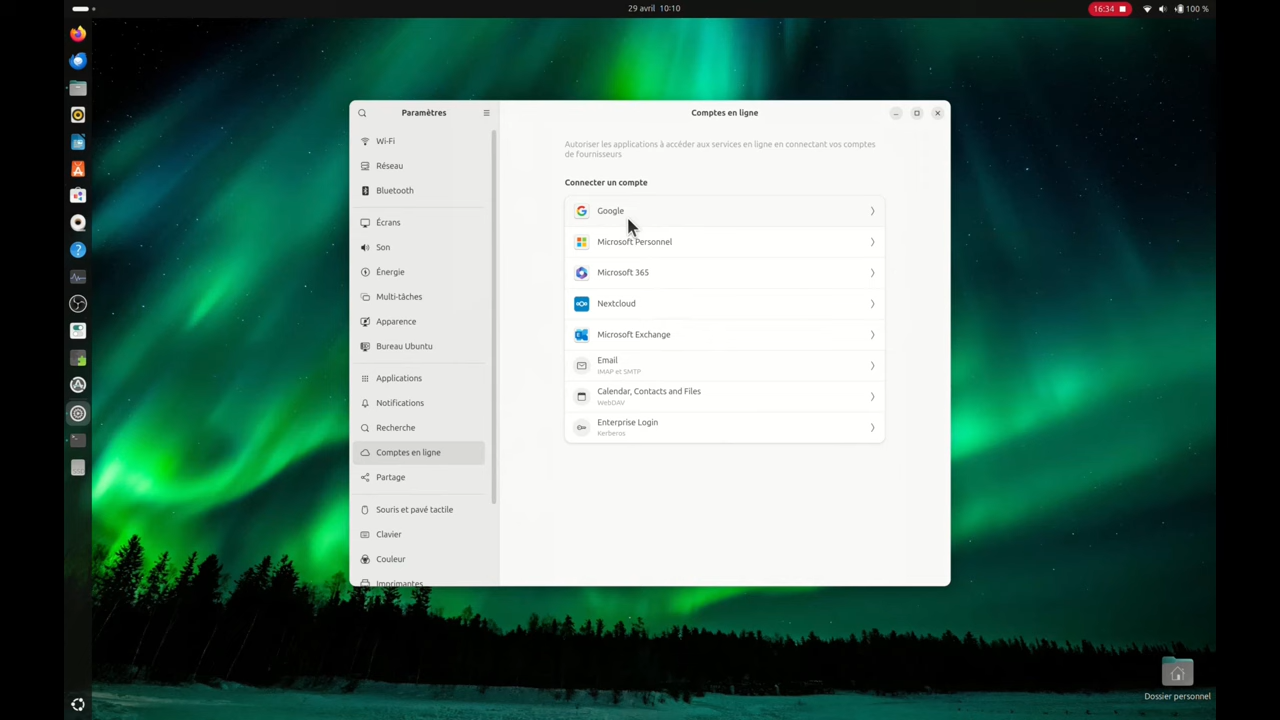 29 avril 10:10
16:34
100 %
Paramètres
Wi-Fi
Réseau
Bluetooth
Écrans
Son
Énergie
Multi-tâches
Apparence
Bureau Ubuntu
Applications
Notifications
Recherche
Comptes en ligne
Partage
Souris et pavé tactile
Clavier
Couleur
Imprimantes
Comptes en ligne
Autoriser les applications à accéder aux services en ligne en connectant vos comptes
de fournisseurs
Connecter un compte
Google
Microsoft Personnel
Microsoft 365
Nextcloud
Microsoft Exchange
Email
IMAP et SMTP
Calendar, Contacts and Files
WebDAV
Enterprise Login
Kerberos
Dossier personnel